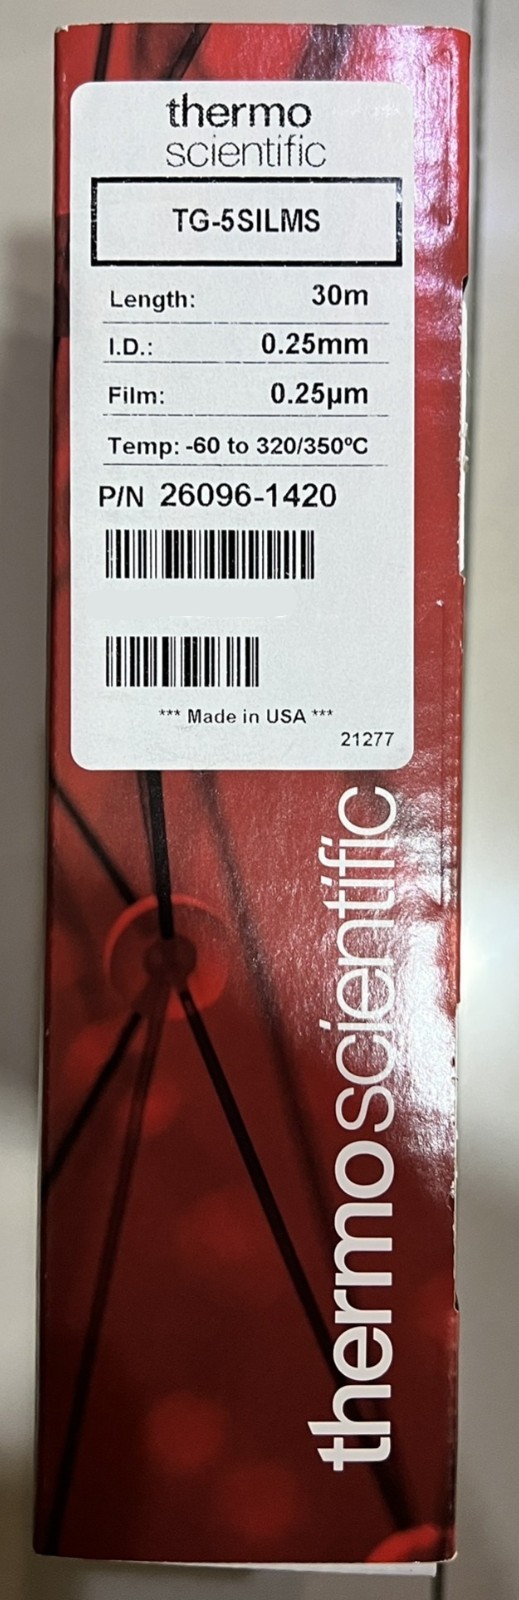 thermo
scientific
TG-5SILMS
Length: 30m
I.D.: 0.25mm
Film: 0.25µm
Temp: -60 to 320/350ºC
P/N 26096-1420
*** Made in USA ***
21277
thermoscientific